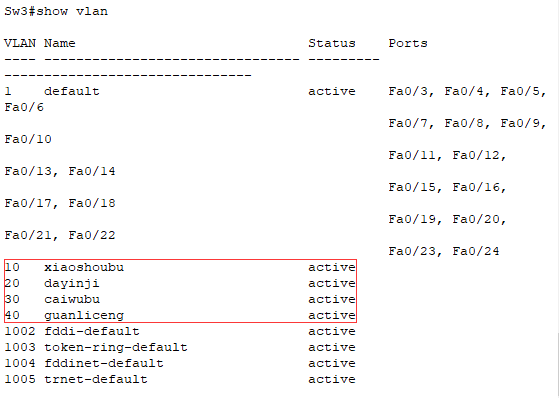 Sw3#show vlan
VLAN Name                             Status    Ports
---- -------------------------------- ---------
-------------------------------
1    default                          active    Fa0/3, Fa0/4, Fa0/5,
Fa0/6
                                                Fa0/7, Fa0/8, Fa0/9,
Fa0/10
                                                Fa0/11, Fa0/12,
Fa0/13, Fa0/14
                                                Fa0/15, Fa0/16,
Fa0/17, Fa0/18
                                                Fa0/19, Fa0/20,
Fa0/21, Fa0/22
                                                Fa0/23, Fa0/24
10   xiaoshoubu                       active
20   dayinji                          active
30   caiwubu                          active
40   guanliceng                       active
1002 fddi-default                     active
1003 token-ring-default               active
1004 fddinet-default                  active
1005 trnet-default                    active